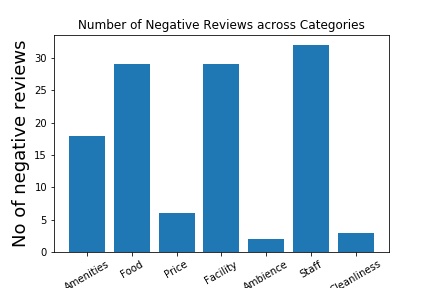 Number of Negative Reviews across Categories
No of negative reviews
30
25
20
15
10
5
0
Amenities
Food
Price
Facility
Ambience
Staff
Cleanliness